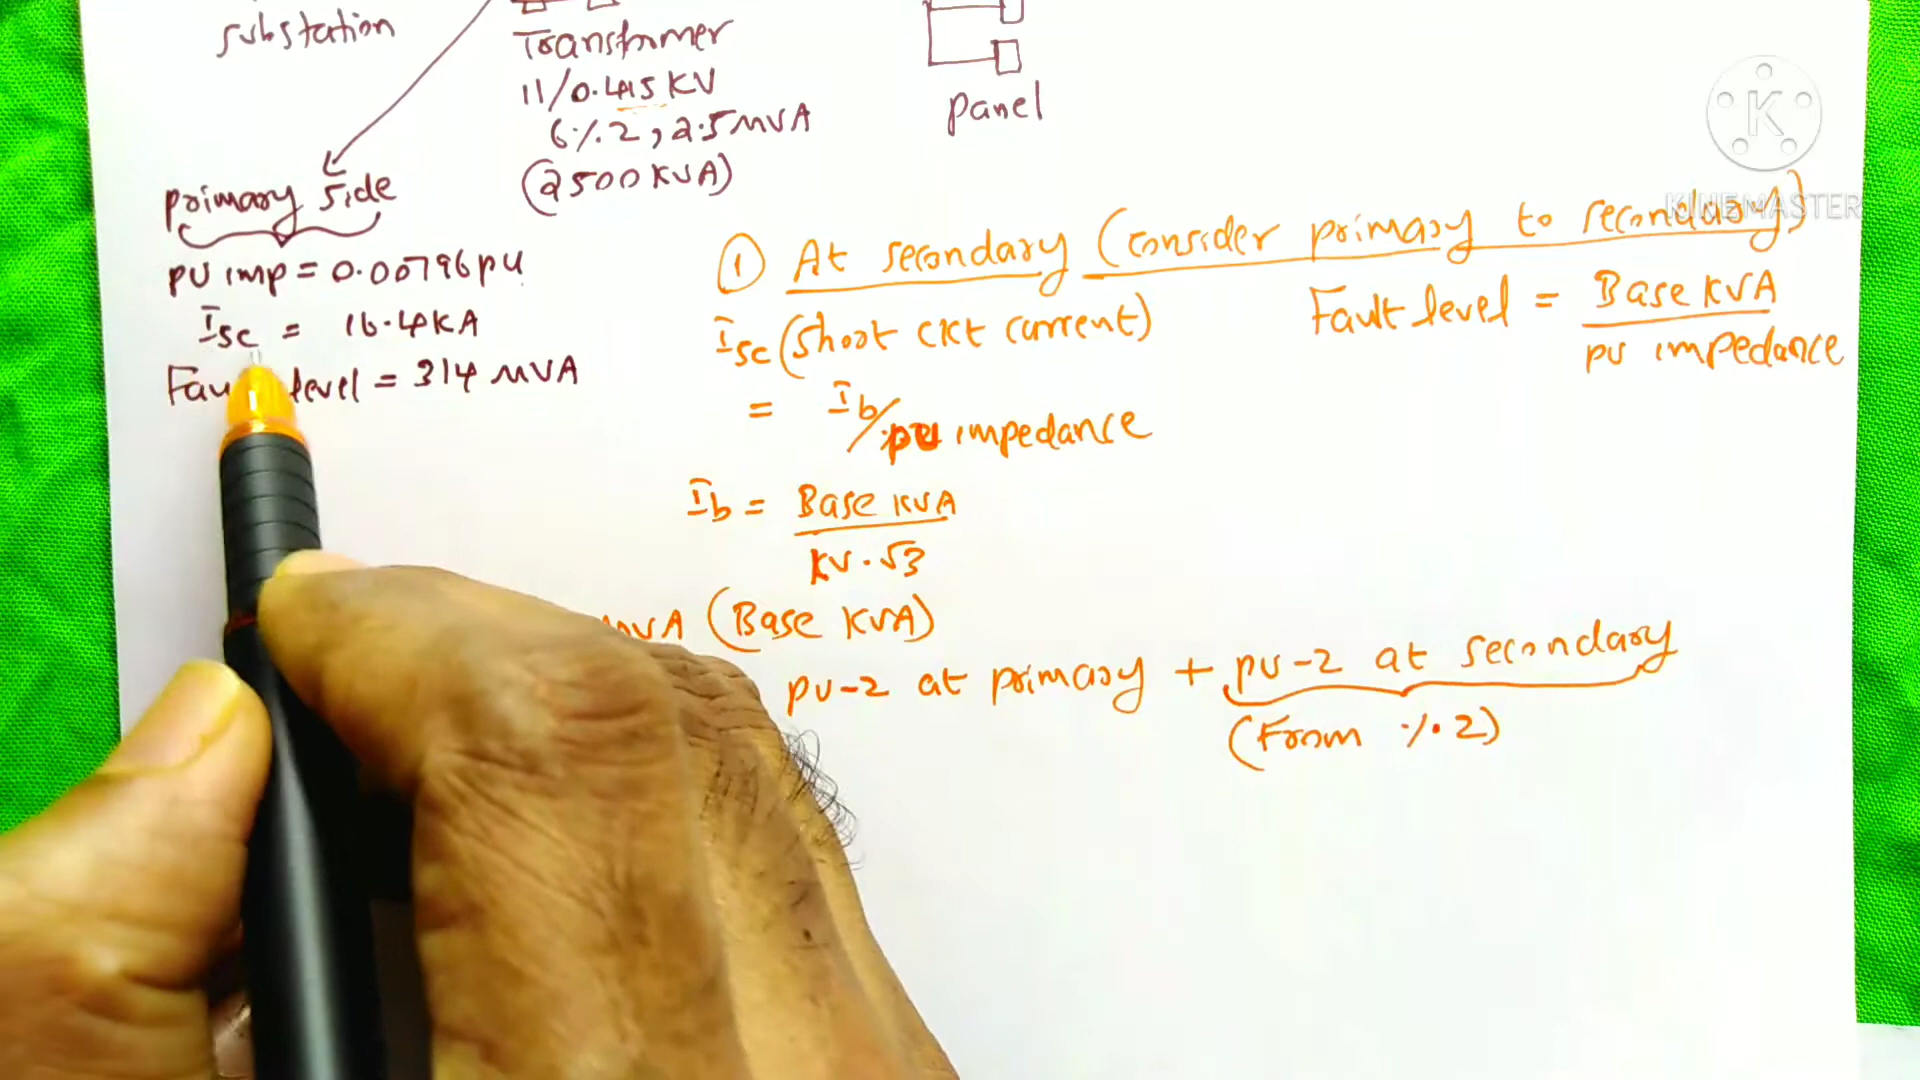 substation
Transformer
11/0.415 KV
6%Z, 2.5 MVA
(2500 KVA)
panel
primary side
pu imp = 0.00796 pu
Isc = 16.4 KA
level = 314 MVA
① At secondary (consider primary to secondary)
Isc (short ckt current)
= Ib/pu impedance
Fault level = Base KVA
pu impedance
Ib = Base KVA
KV . √3
MVA (Base KVA)
pu-Z at primary + pu-Z at secondary
(From %Z)
K
KINEMASTER